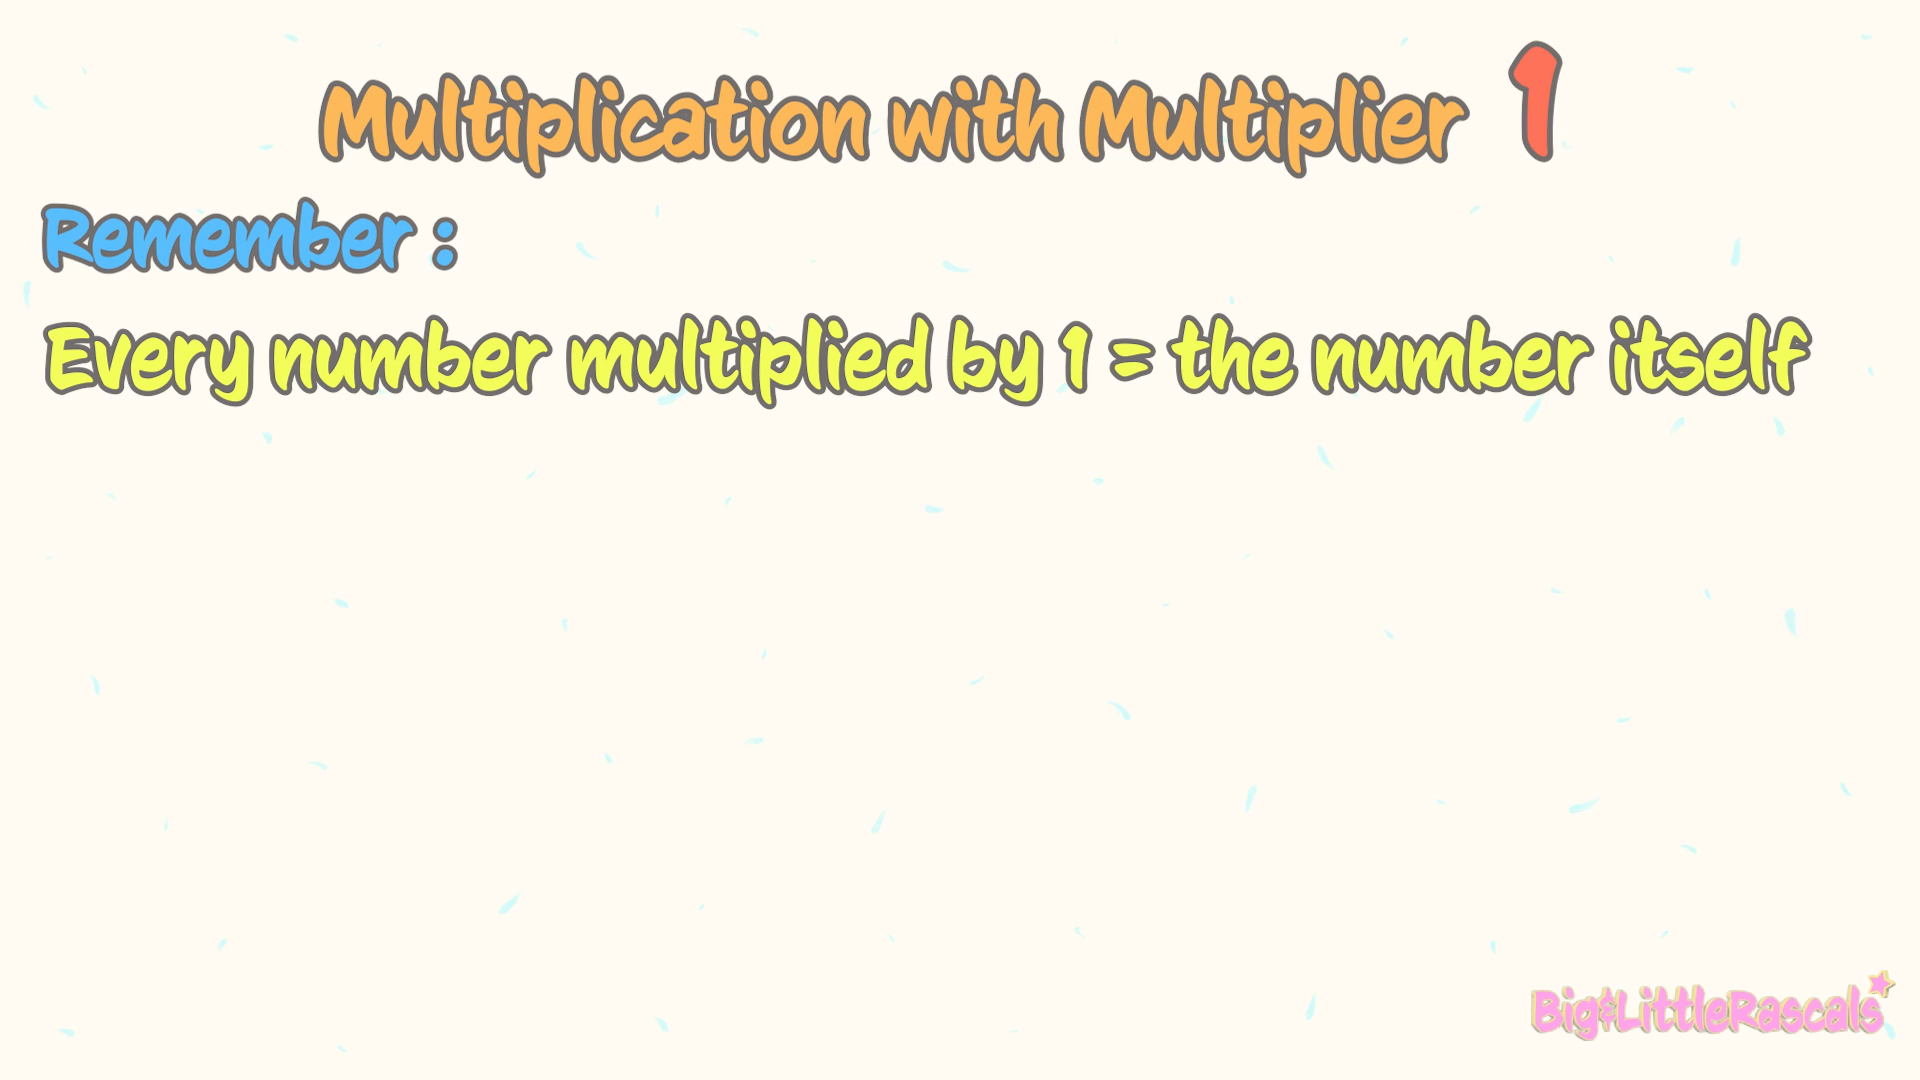 Multiplication with Multiplier 1
Remember :
Every number multiplied by 1 = the number itself
Big&LittleRascals